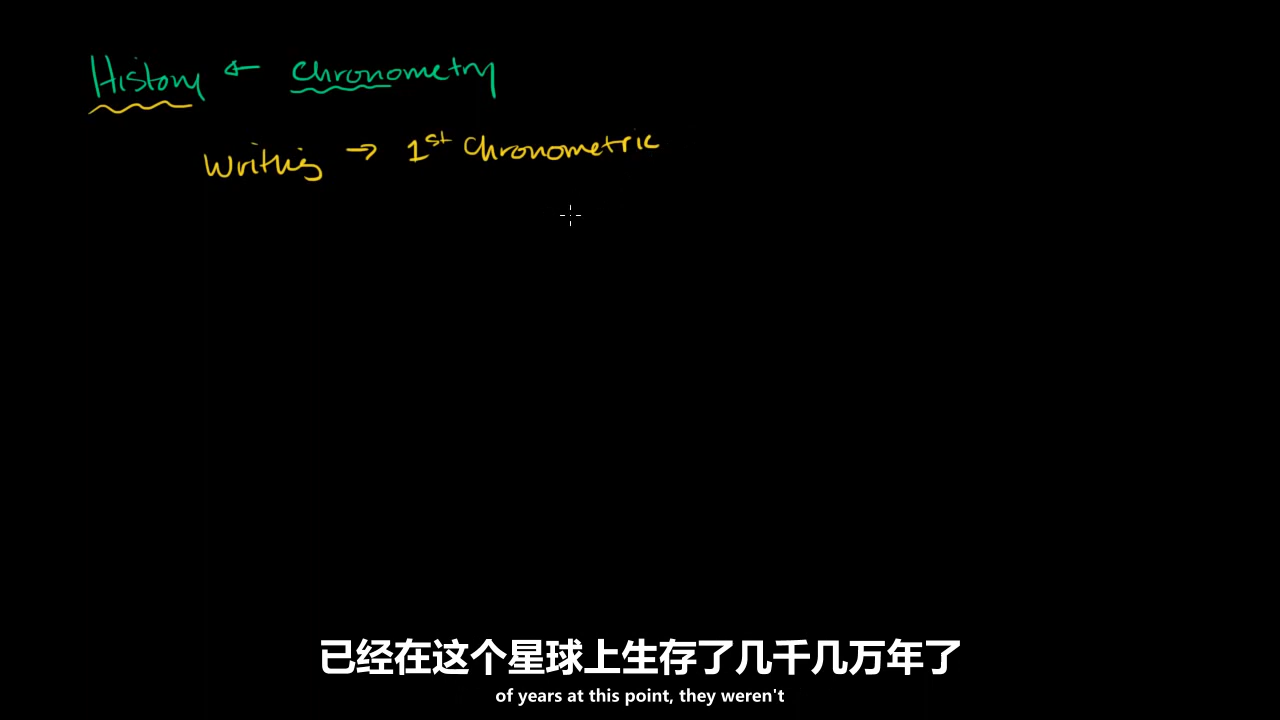 History ← Chronometry
Writing → 1st Chronometric
已经在这个星球上生存了几千几万年了
of years at this point, they weren't